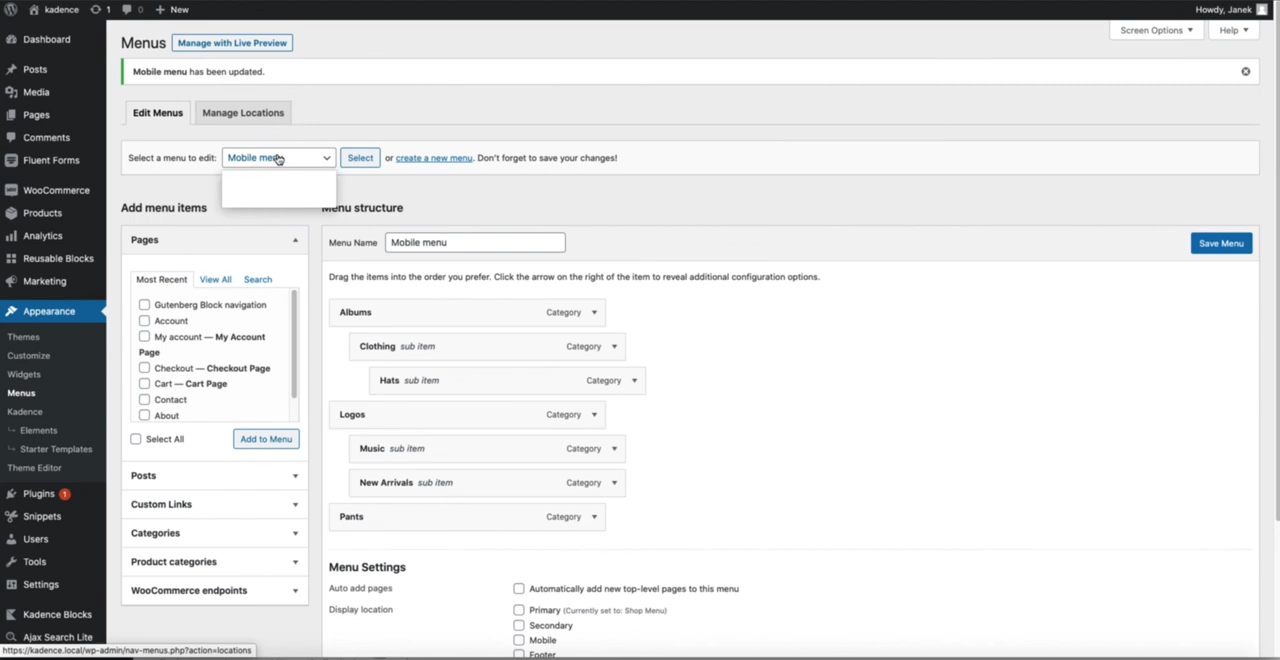 kadence 1 0 + New Howdy, Janek
Dashboard
Posts
Media
Pages
Comments
Fluent Forms
WooCommerce
Products
Analytics
Reusable Blocks
Marketing
Appearance
Themes
Customize
Widgets
Menus
Kadence
Elements
Starter Templates
Theme Editor
Plugins 1
Snippets
Users
Tools
Settings
Kadence Blocks
Ajax Search Lite
Menus Manage with Live Preview
Screen Options ▼ Help ▼
Mobile menu has been updated.
Edit Menus Manage Locations
Select a menu to edit: Mobile menu Select or create a new menu. Don't forget to save your changes!
Add menu items
Pages
Most Recent View All Search
Gutenberg Block navigation
Account
My account — My Account
Page
Checkout — Checkout Page
Cart — Cart Page
Contact
About
Select All Add to Menu
Posts
Custom Links
Categories
Product categories
WooCommerce endpoints
Menu structure
Menu Name Mobile menu Save Menu
Drag the items into the order you prefer. Click the arrow on the right of the item to reveal additional configuration options.
Albums Category
Clothing sub item Category
Hats sub item Category
Logos Category
Music sub item Category
New Arrivals sub item Category
Pants Category
Menu Settings
Auto add pages Automatically add new top-level pages to this menu
Display location Primary (Currently set to: Shop Menu)
Secondary
Mobile
Footer
https://kadence.local/wp-admin/nav-menus.php?action=locations